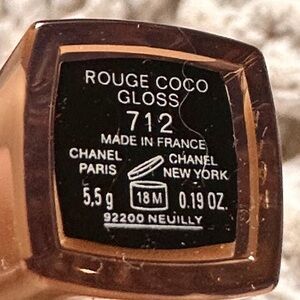 ROUGE COCO
GLOSS
712
MADE IN FRANCE
CHANEL CHANEL
PARIS NEW YORK
5,5 g 18 M 0.19 OZ.
92200 NEUILLY